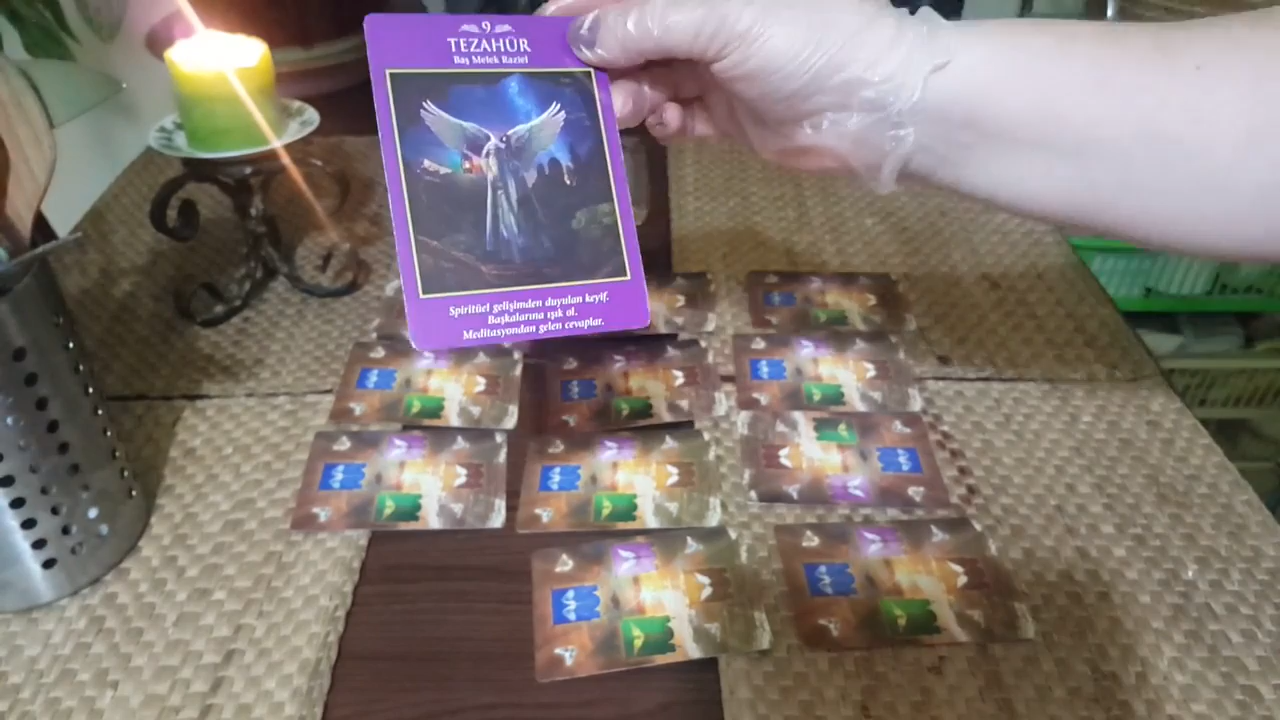 9
TEZAHÜR
Baş Melek Raziel
Spiritüel gelişimden duyulan keyif.
Başkalarına ışık ol.
Meditasyondan gelen cevaplar.